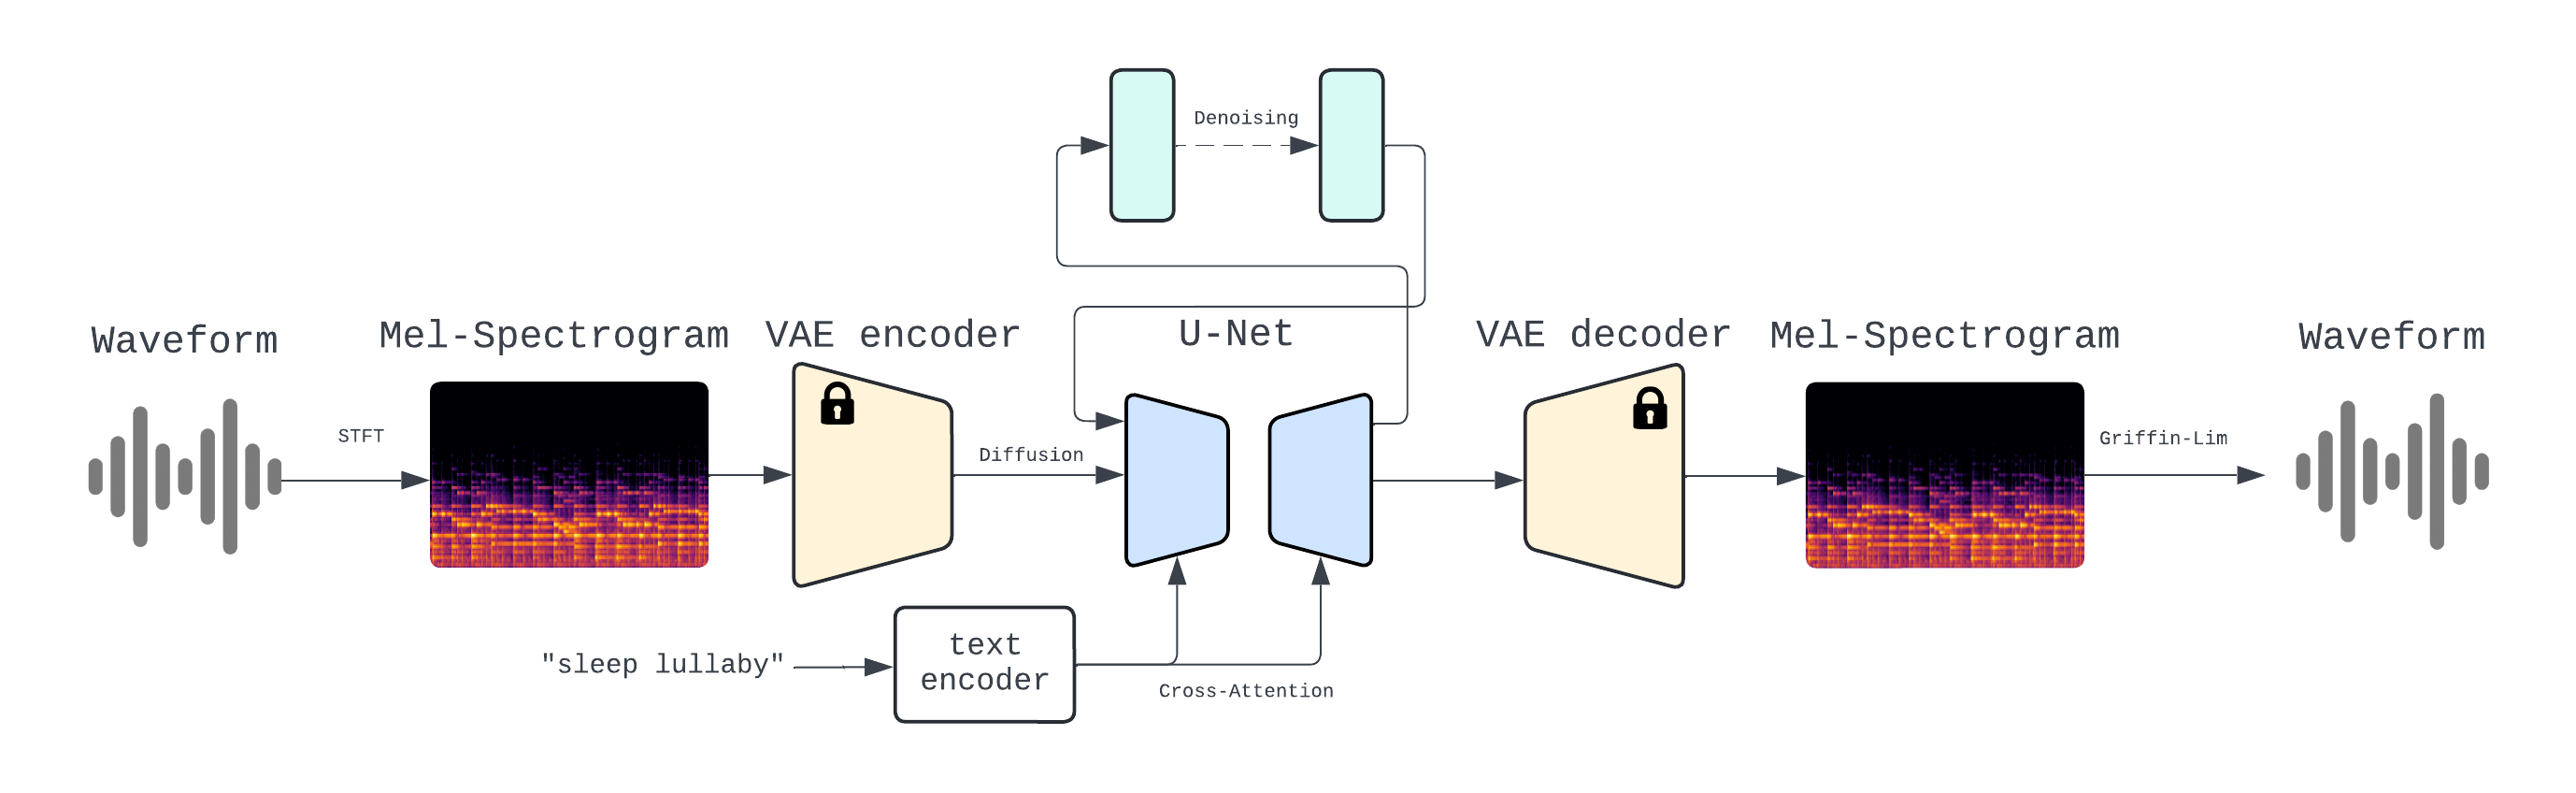 Denoising
Waveform
Mel-Spectrogram
VAE encoder
U-Net
VAE decoder
Mel-Spectrogram
Waveform
STFT
Diffusion
Griffin-Lim
"sleep lullaby"
text
encoder
Cross-Attention